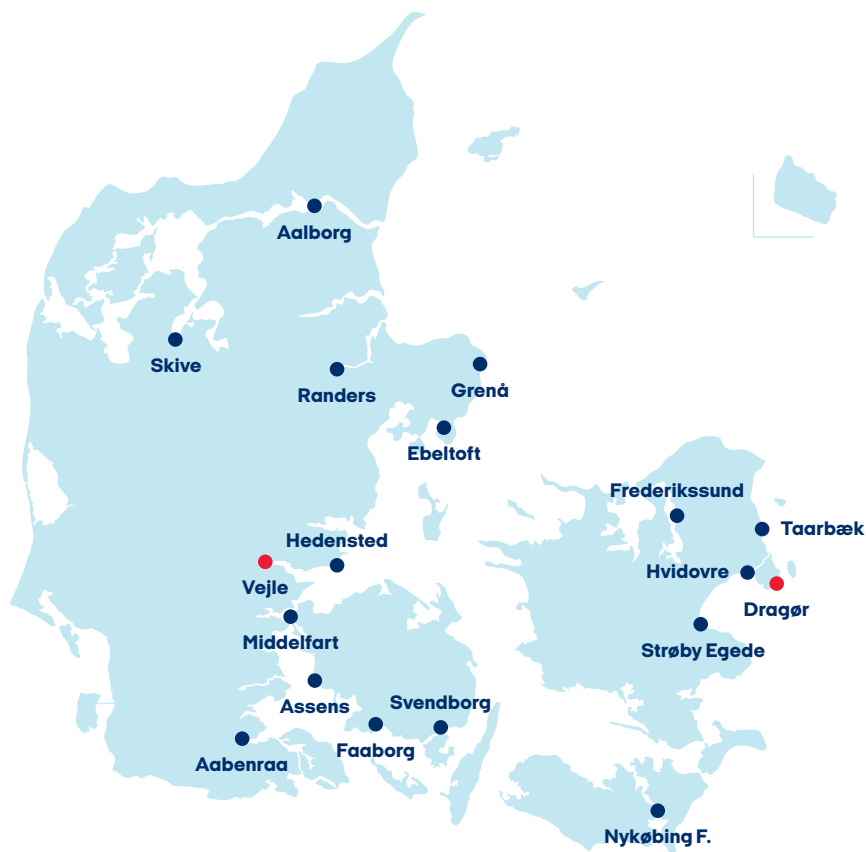 Aalborg
Skive
Randers
Grenå
Ebeltoft
Frederikssund
Taarbæk
Hedensted
Hvidovre
Vejle
Dragør
Middelfart
Strøby Egede
Svendborg
Assens
Faaborg
Aabenraa
Nykøbing F.